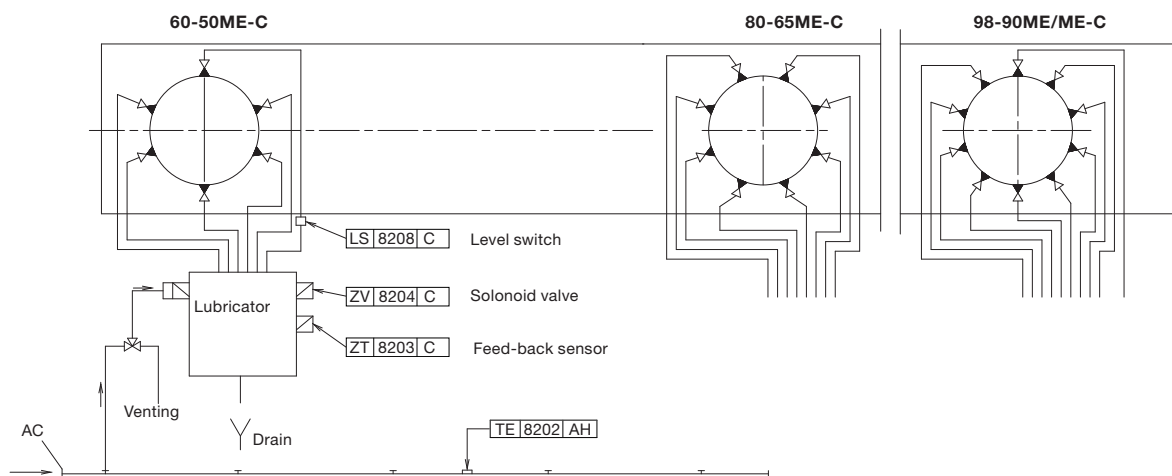 60-50ME-C
80-65ME-C
98-90ME/ME-C
LS 8208 C Level switch
ZV 8204 C Solonoid valve
Lubricator
ZT 8203 C Feed-back sensor
Venting
TE 8202 AH
AC
Drain